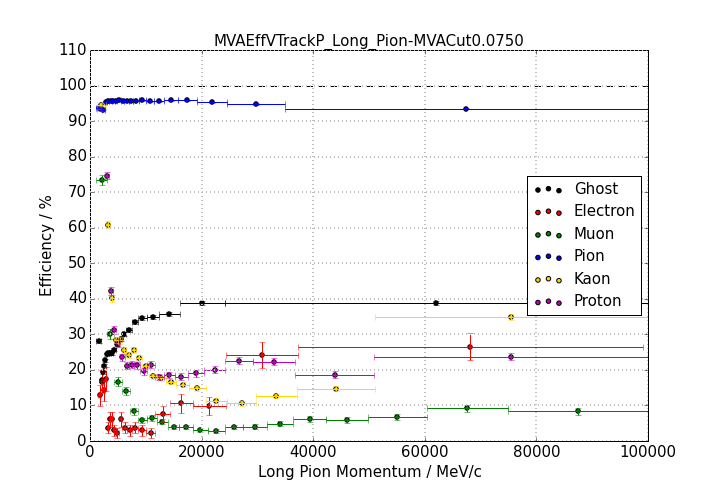 MVAEffVTrackP_Long_Pion-MVACut0.0750
110
100
90
80
70
60
50
40
30
20
10
0
Efficiency / %
Ghost
Electron
Muon
Pion
Kaon
Proton
0 20000 40000 60000 80000 100000
Long Pion Momentum / MeV/c